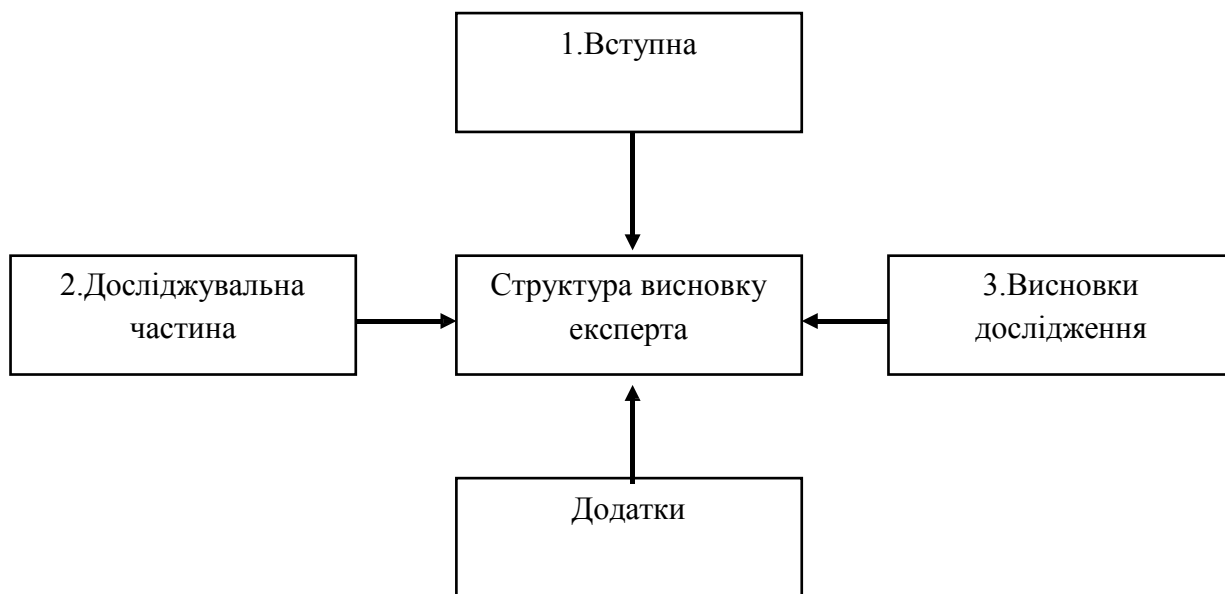 1.Вступна
2.Досліджувальна
частина
Структура висновку
експерта
3.Висновки
дослідження
Додатки